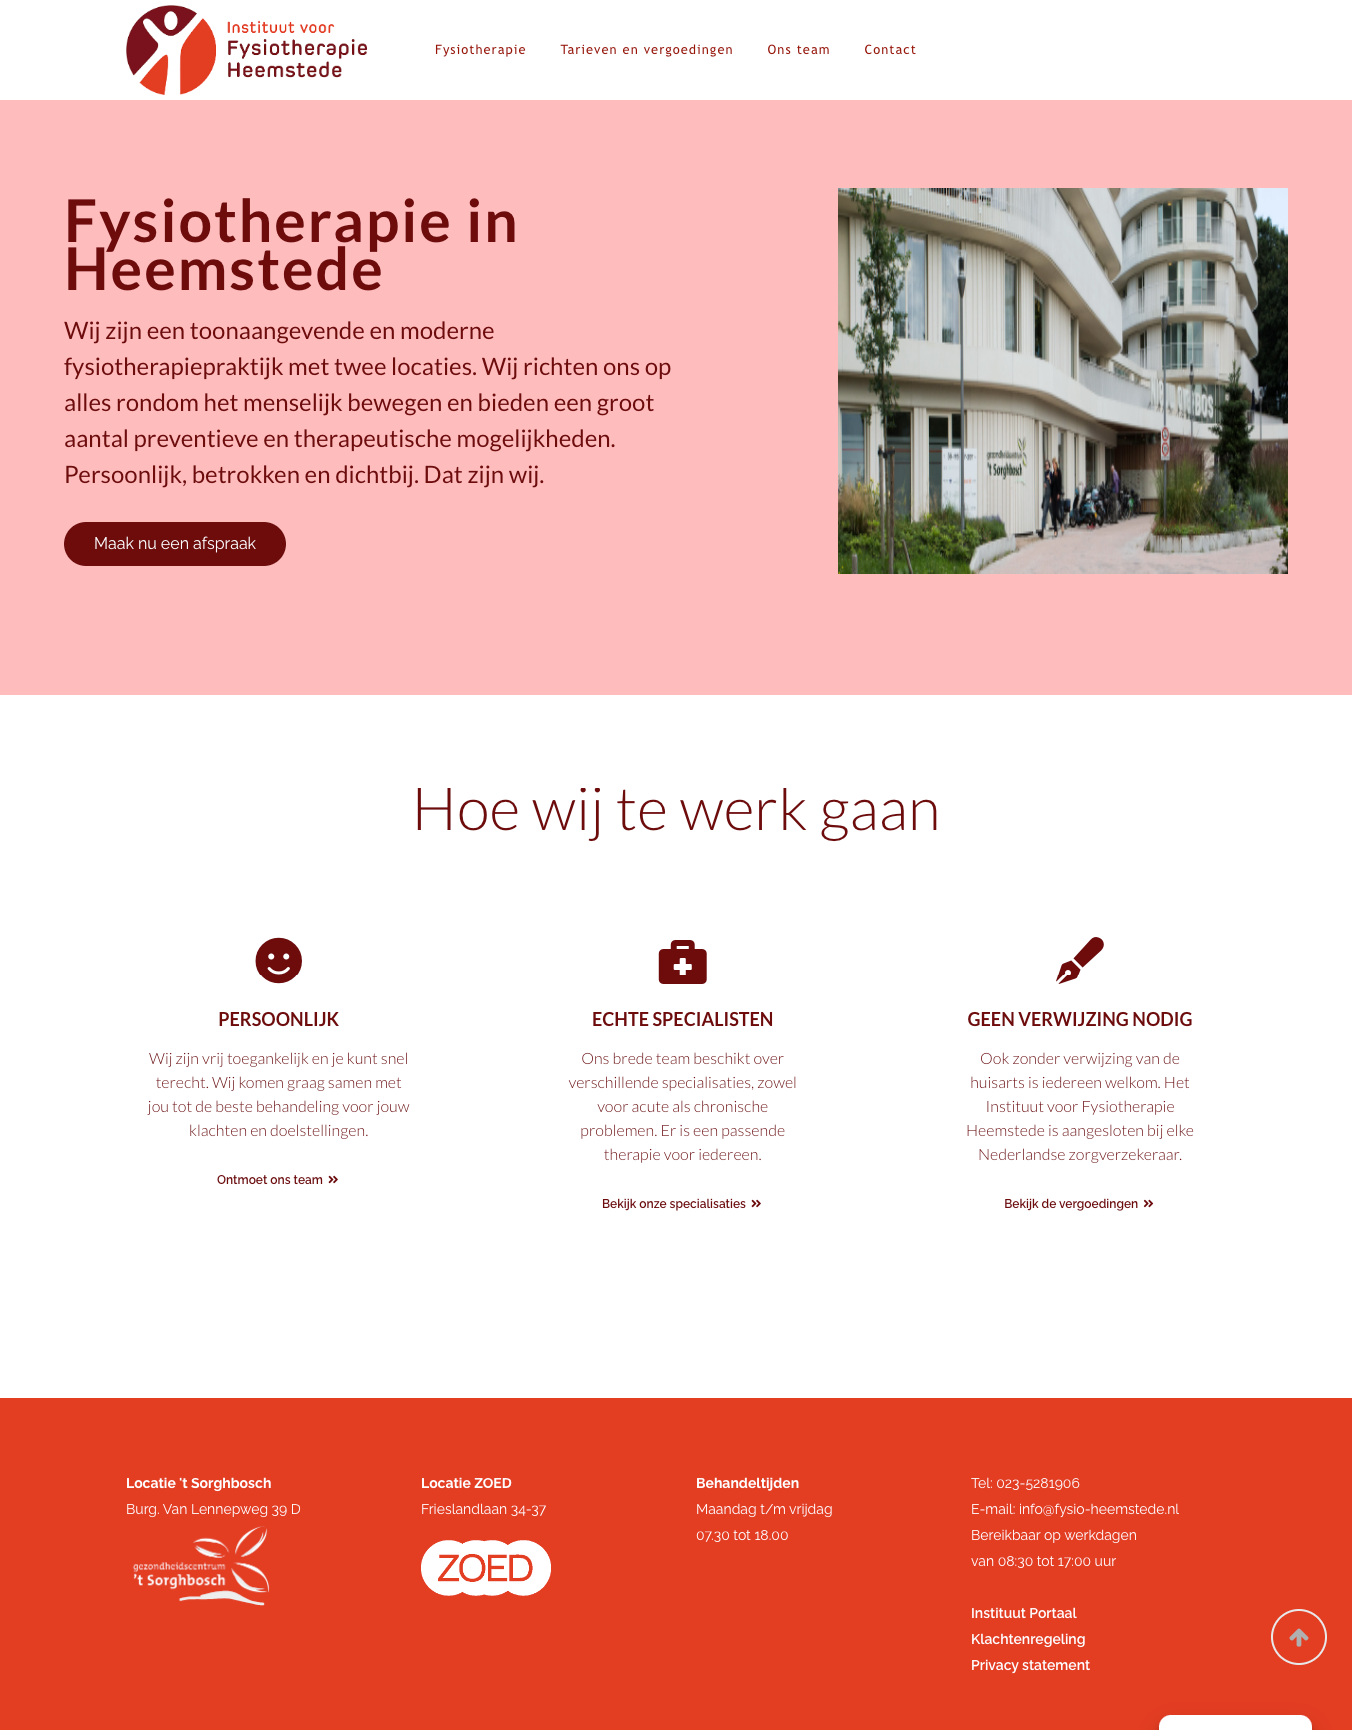 Instituut voor
Fysiotherapie
Heemstede
Fysiotherapie
Tarieven en vergoedingen
Ons team
Contact
Fysiotherapie in
Heemstede
Wij zijn een toonaangevende en moderne
fysiotherapiepraktijk met twee locaties. Wij richten ons op
alles rondom het menselijk bewegen en bieden een groot
aantal preventieve en therapeutische mogelijkheden.
Persoonlijk, betrokken en dichtbij. Dat zijn wij.
Maak nu een afspraak
gezondheidscentrum
't Sorghbosch
Hoe wij te werk gaan
PERSOONLIJK
Wij zijn vrij toegankelijk en je kunt snel
terecht. Wij komen graag samen met
jou tot de beste behandeling voor jouw
klachten en doelstellingen.
Ontmoet ons team
ECHTE SPECIALISTEN
Ons brede team beschikt over
verschillende specialisaties, zowel
voor acute als chronische
problemen. Er is een passende
therapie voor iedereen.
Bekijk onze specialisaties
GEEN VERWIJZING NODIG
Ook zonder verwijzing van de
huisarts is iedereen welkom. Het
Instituut voor Fysiotherapie
Heemstede is aangesloten bij elke
Nederlandse zorgverzekeraar.
Bekijk de vergoedingen
Locatie 't Sorghbosch
Burg. Van Lennepweg 39 D
gezondheidscentrum
't Sorghbosch
Locatie ZOED
Frieslandlaan 34-37
ZOED
Behandeltijden
Maandag t/m vrijdag
07.30 tot 18.00
Tel: 023-5281906
E-mail: info@fysio-heemstede.nl
Bereikbaar op werkdagen
van 08:30 tot 17:00 uur
Instituut Portaal
Klachtenregeling
Privacy statement